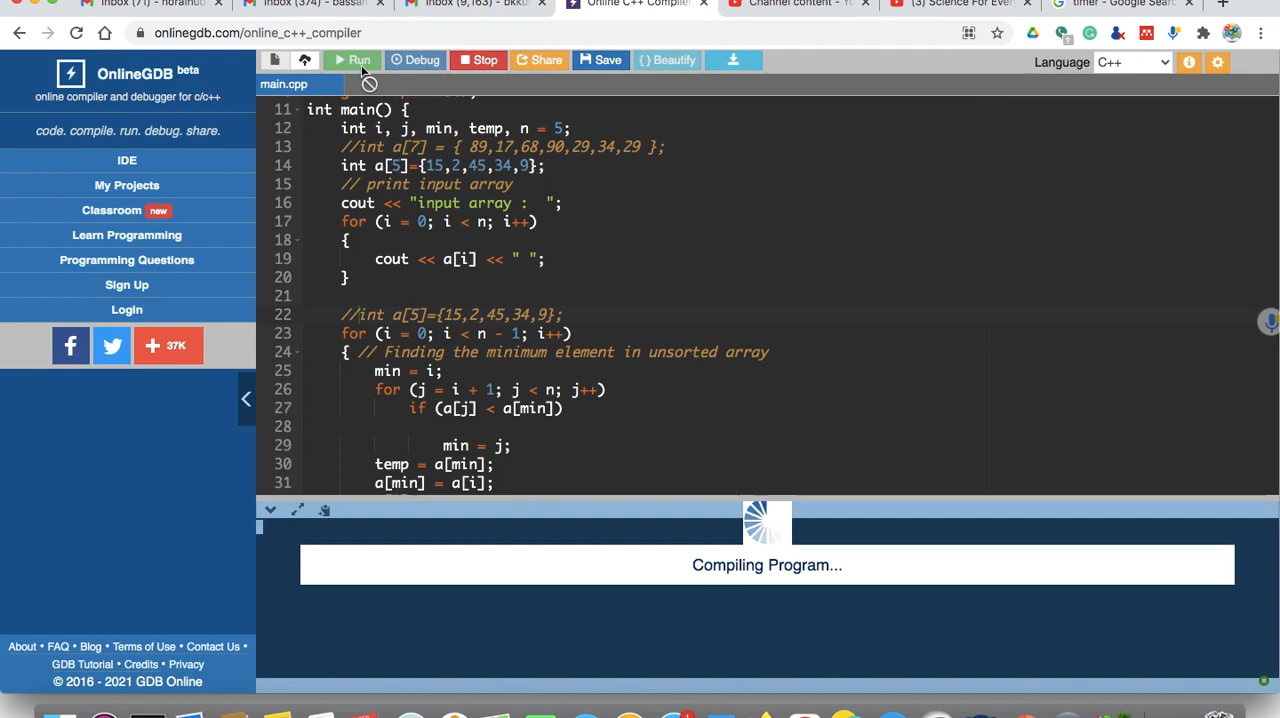 Inbox (71) - norainud
Inbox (374) - bassan
Inbox (9,163) - bkku
Online C++ Compiler
Channel content - Yo
(3) Science For Ever
timer - Google Searc
onlinegdb.com/online_c++_compiler
OnlineGDB beta
online compiler and debugger for c/c++
code. compile. run. debug. share.
IDE
My Projects
Classroom new
Learn Programming
Programming Questions
Sign Up
Login
37K
About • FAQ • Blog • Terms of Use • Contact Us •
GDB Tutorial • Credits • Privacy
© 2016 - 2021 GDB Online
Run Debug Stop Share Save { } Beautify
Language C++
main.cpp
11 int main() {
12 int i, j, min, temp, n = 5;
13 //int a[7] = { 89,17,68,90,29,34,29 };
14 int a[5]={15,2,45,34,9};
15 // print input array
16 cout << "input array :  ";
17 for (i = 0; i < n; i++)
18 {
19 cout << a[i] << " ";
20 }
21
22 //int a[5]={15,2,45,34,9};
23 for (i = 0; i < n - 1; i++)
24 { // Finding the minimum element in unsorted array
25 min = i;
26 for (j = i + 1; j < n; j++)
27 if (a[j] < a[min])
28
29 min = j;
30 temp = a[min];
31 a[min] = a[i];
Compiling Program...